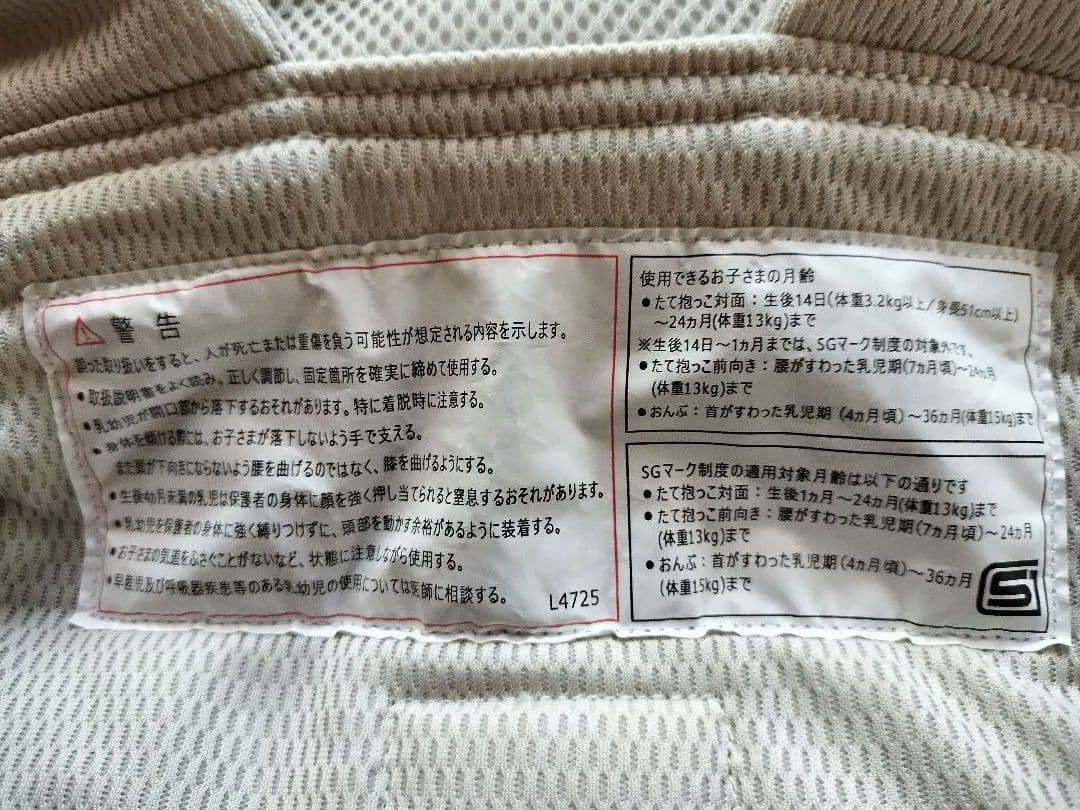 警告
誤った取り扱いをすると、人が死亡または重傷を負う可能性が想定される内容を示します。
●取扱説明書をよく読み、正しく調節し、固定箇所を確実に締めて使用する。
●乳幼児が開口部から落下するおそれがあります。特に着脱時に注意する。
●身体を傾ける際には、お子さまが落下しないよう手で支える。
また頭が下向きにならないよう腰を曲げるのではなく、膝を曲げるようにする。
●生後4ヵ月未満の乳児は保護者の身体に顔を強く押し当てられると窒息するおそれがあります。
●乳幼児を保護者の身体に強く縛りつけずに、頭部を動かす余裕があるように装着する。
●お子さまの気道をふさぐことがないなど、状態に注意しながら使用する。
●早産児及び呼吸器疾患等のある乳幼児の使用については医師に相談する。
L4725
使用できるお子さまの月齢
●たて抱っこ対面：生後14日(体重3.2kg以上/身長51cm以上)
～24ヵ月(体重13kg)まで
※生後14日～1ヵ月までは、SGマーク制度の対象外です。
●たて抱っこ前向き：腰がすわった乳児期(7ヵ月頃)～24ヵ月
(体重13kg)まで
●おんぶ：首がすわった乳児期(4ヵ月頃)～36ヵ月(体重15kg)まで
SGマーク制度の適用対象月齢は以下の通りです
●たて抱っこ対面：生後1ヵ月～24ヵ月(体重13kg)まで
●たて抱っこ前向き：腰がすわった乳児期(7ヵ月頃)～24ヵ月
(体重13kg)まで
●おんぶ：首がすわった乳児期(4ヵ月頃)～36ヵ月
(体重15kg)まで
SG